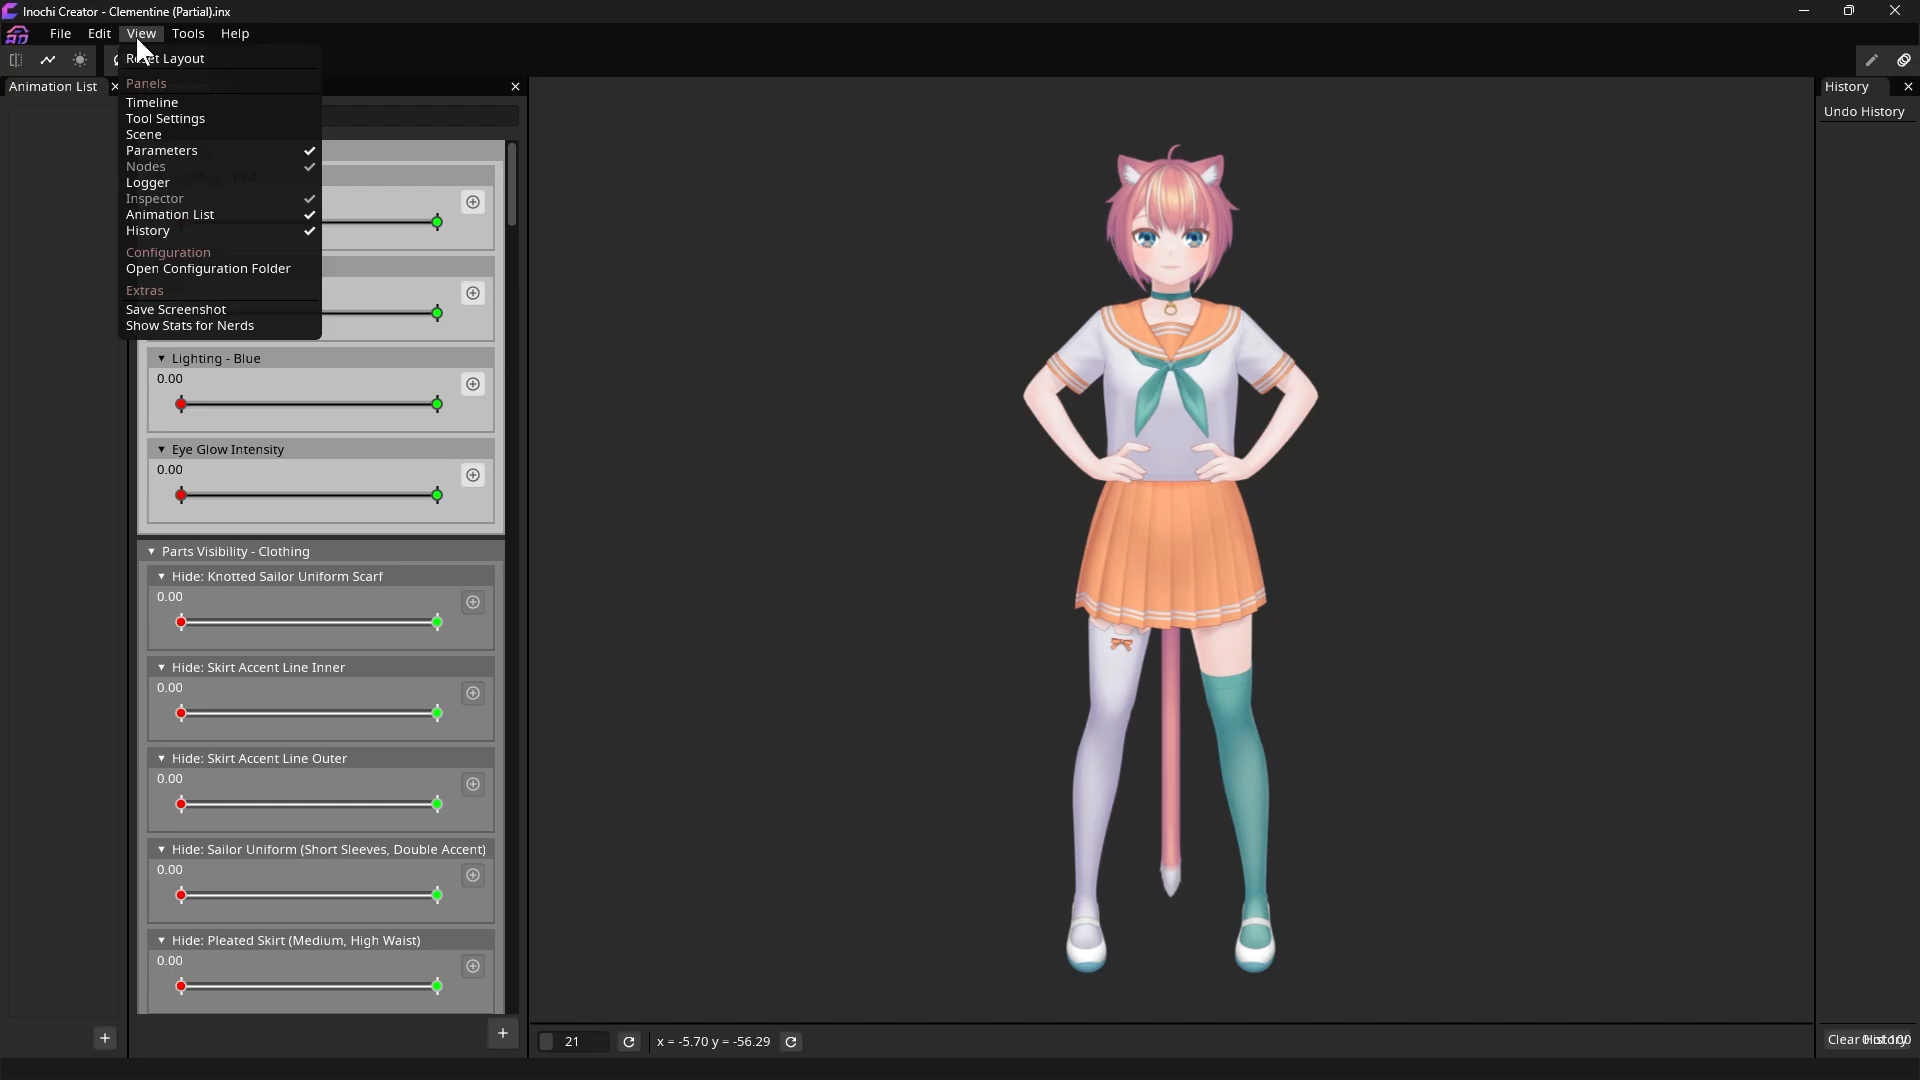 Inochi Creator - Clementine (Partial).inx
File Edit View Tools Help
Reset Layout
Animation List
History
Panels
Undo History
Timeline
Tool Settings
Scene
Parameters
Nodes
Logger
Inspector
Animation List
History
Configuration
Open Configuration Folder
Extras
Save Screenshot
Show Stats for Nerds
Lighting - Blue
0.00
Eye Glow Intensity
0.00
Parts Visibility - Clothing
Hide: Knotted Sailor Uniform Scarf
0.00
Hide: Skirt Accent Line Inner
0.00
Hide: Skirt Accent Line Outer
0.00
Hide: Sailor Uniform (Short Sleeves, Double Accent)
0.00
Hide: Pleated Skirt (Medium, High Waist)
0.00
21 x = -5.70 y = -56.29
Clear History